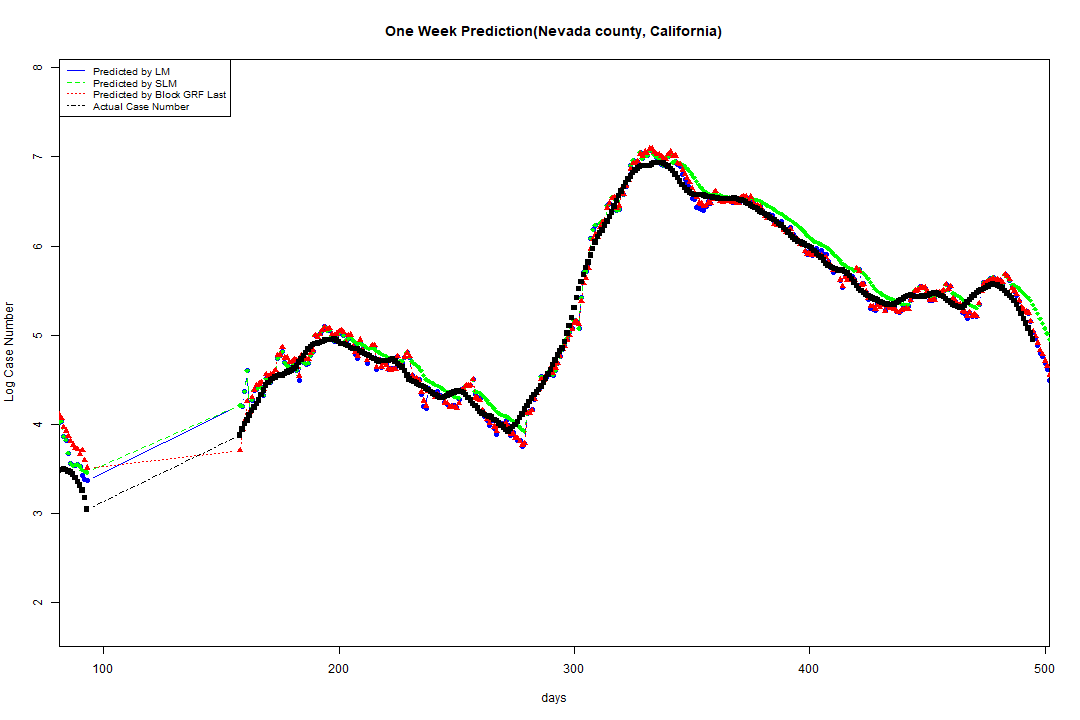 One Week Prediction(Nevada county, California)
Predicted by LM
Predicted by SLM
Predicted by Block GRF Last
Actual Case Number
8
7
6
5
4
3
2
Log Case Number
100 200 300 400 500
days